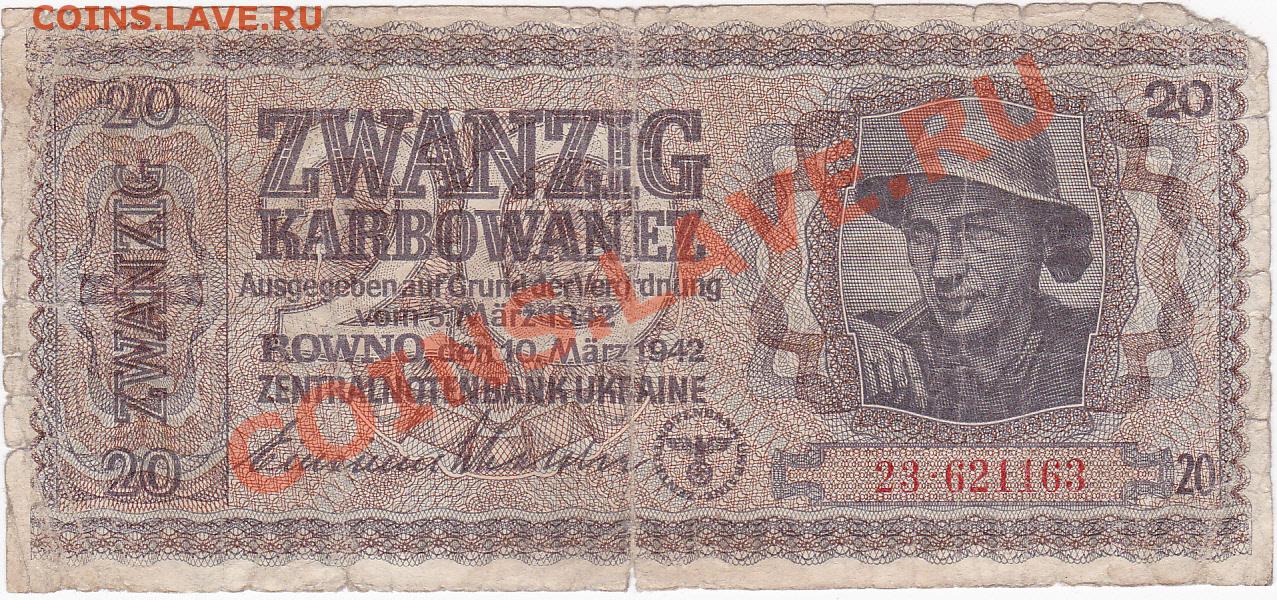 COINS.LAVE.РУ
20
ZWANZIG
20
ZWANZIG
KARBOWANEZ
Ausgegeben auf Grund der Verordnung
vom 5. März 1942
ROWNO, den 10. März 1942
ZENTRALNOTENBANK UKRAINE
20
23·621163
20
COINS.LAVE.RU